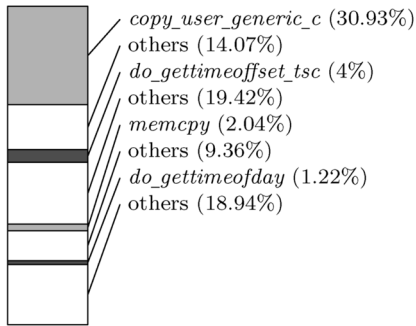 copy_user_generic_c (30.93%)
others (14.07%)
do_gettimeoffset_tsc (4%)
others (19.42%)
memcpy (2.04%)
others (9.36%)
do_gettimeofday (1.22%)
others (18.94%)